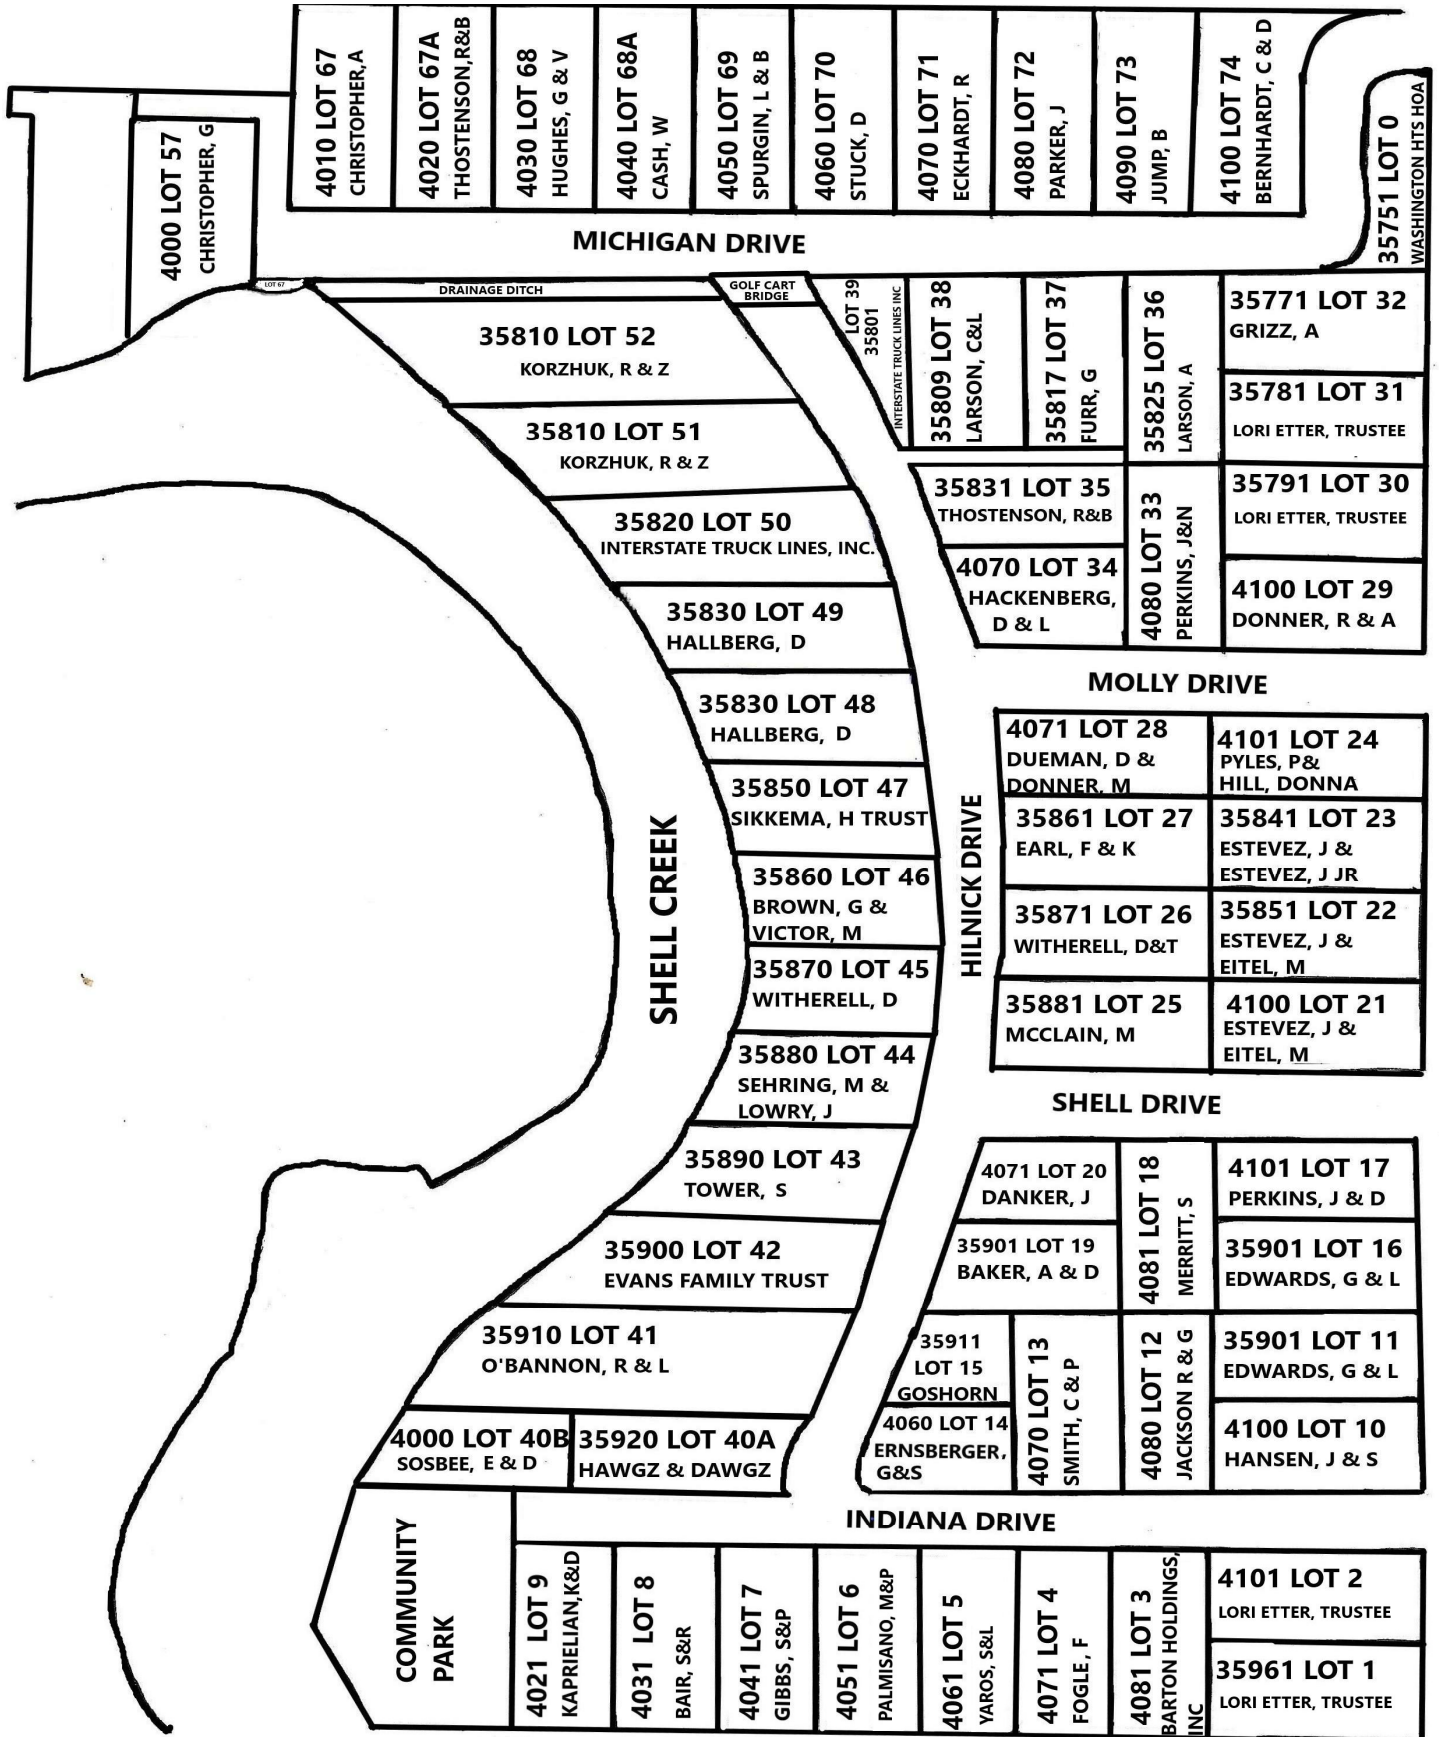 4010 LOT 67
CHRISTOPHER,A
4020 LOT 67A
THOSTENSON,R&B
4030 LOT 68
HUGHES, G & V
4040 LOT 68A
CASH, W
4050 LOT 69
SPURGIN, L & B
4060 LOT 70
STUCK, D
4070 LOT 71
ECKHARDT, R
4080 LOT 72
PARKER, J
4090 LOT 73
JUMP, B
4100 LOT 74
BERNHARDT, C & D
35751 LOT 0
WASHINGTON HTS HOA
4000 LOT 57
CHRISTOPHER, G
MICHIGAN DRIVE
LOT 67
DRAINAGE DITCH
GOLF CART
BRIDGE
LOT 39
35801
INTERSTATE TRUCK LINES INC
35809 LOT 38
LARSON, C&L
35817 LOT 37
FURR, G
35825 LOT 36
LARSON, A
35771 LOT 32
GRIZZ, A
35781 LOT 31
LORI ETTER, TRUSTEE
35810 LOT 52
KORZHUK, R & Z
35810 LOT 51
KORZHUK, R & Z
35820 LOT 50
INTERSTATE TRUCK LINES, INC.
35831 LOT 35
THOSTENSON, R&B
4070 LOT 34
HACKENBERG,
D & L
4080 LOT 33
PERKINS, J&N
35791 LOT 30
LORI ETTER, TRUSTEE
4100 LOT 29
DONNER, R & A
35830 LOT 49
HALLBERG, D
MOLLY DRIVE
35830 LOT 48
HALLBERG, D
35850 LOT 47
SIKKEMA, H TRUST
35860 LOT 46
BROWN, G &
VICTOR, M
35870 LOT 45
WITHERELL, D
35880 LOT 44
SEHRING, M &
LOWRY, J
SHELL CREEK
HILNICK DRIVE
4071 LOT 28
DUEMAN, D &
DONNER, M
4101 LOT 24
PYLES, P&
HILL, DONNA
35861 LOT 27
EARL, F & K
35841 LOT 23
ESTEVEZ, J &
ESTEVEZ, J JR
35871 LOT 26
WITHERELL, D&T
35851 LOT 22
ESTEVEZ, J &
EITEL, M
35881 LOT 25
MCCLAIN, M
4100 LOT 21
ESTEVEZ, J &
EITEL, M
SHELL DRIVE
35890 LOT 43
TOWER, S
35900 LOT 42
EVANS FAMILY TRUST
35910 LOT 41
O'BANNON, R & L
4000 LOT 40B
SOSBEE, E & D
35920 LOT 40A
HAWGZ & DAWGZ
4071 LOT 20
DANKER, J
35901 LOT 19
BAKER, A & D
4081 LOT 18
MERRITT, S
4101 LOT 17
PERKINS, J & D
35901 LOT 16
EDWARDS, G & L
35911
LOT 15
GOSHORN
4060 LOT 14
ERNSBERGER,
G&S
4070 LOT 13
SMITH, C & P
4080 LOT 12
JACKSON R & G
35901 LOT 11
EDWARDS, G & L
4100 LOT 10
HANSEN, J & S
INDIANA DRIVE
COMMUNITY
PARK
4021 LOT 9
KAPRIELIAN,K&D
4031 LOT 8
BAIR, S&R
4041 LOT 7
GIBBS, S&P
4051 LOT 6
PALMISANO, M&P
4061 LOT 5
YAROS, S&L
4071 LOT 4
FOGLE, F
4081 LOT 3
BARTON HOLDINGS,
INC
4101 LOT 2
LORI ETTER, TRUSTEE
35961 LOT 1
LORI ETTER, TRUSTEE